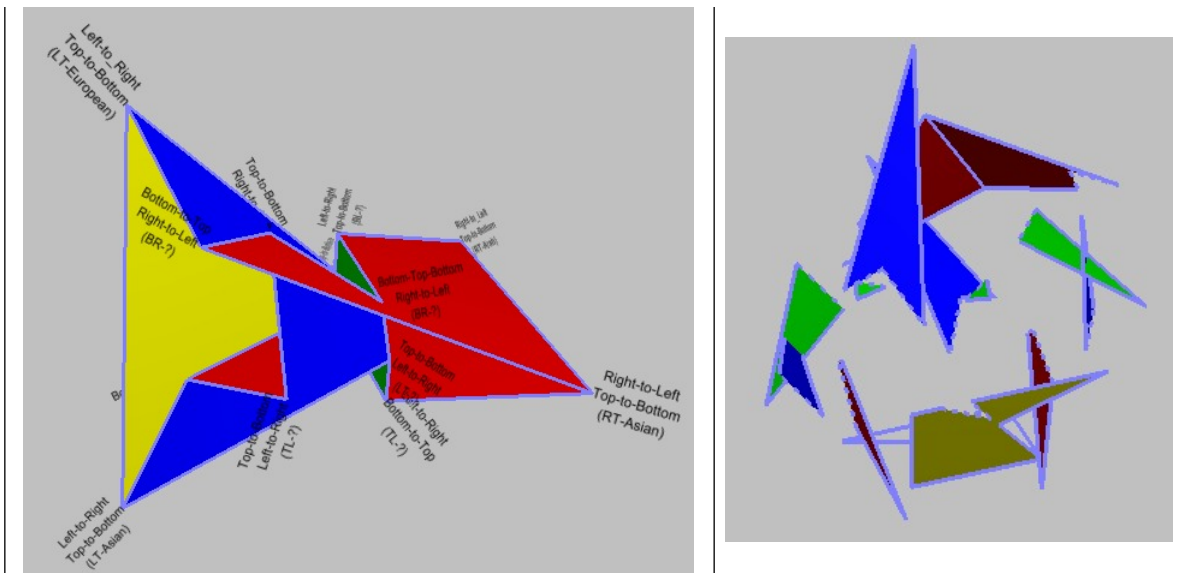 Left-to_Right
Top-to-Bottom
(LT-European)
Top-to-Bottom
Bottom-to-Top
Right-to-Left
(BR-?)
Left-to-Right
Top-to-Bottom
(BL-?)
Right-to_Left
Top-to-Bottom
(RT-Arab)
Bottom-Top-Bottom
Right-to-Left
(BR-?)
Top-to-Bottom
Left-to-Right
Right-to-Left
Top-to-Bottom
(RT-Asian)
Left-to-Right
Bottom-to-Top
(TL-?)
Top-to-Bottom
Left-to-Right
(TL-?)
Left-to-Right
Top-to-Bottom
(LT-Asian)